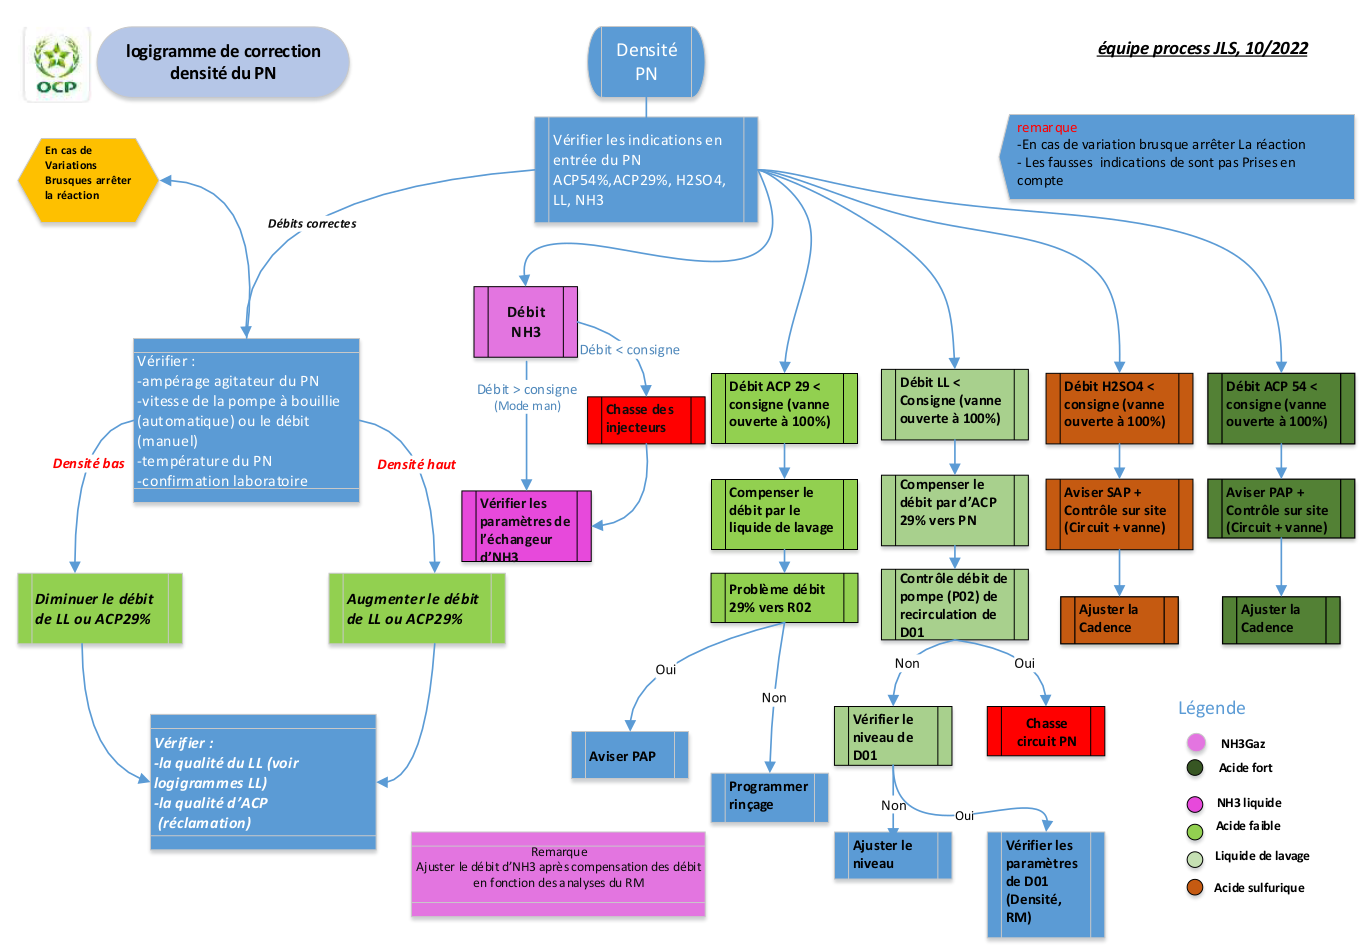 OCP
logigramme de correction
densité du PN
Densité
PN
équipe process JLS, 10/2022
En cas de
Variations
Brusques arrêter
la réaction
Vérifier les indications en
entrée du PN
ACP54%,ACP29%, H2SO4,
LL, NH3
remarque
-En cas de variation brusque arrêter La réaction
- Les fausses indications de sont pas Prises en
compte
Débits correctes
Débit
NH3
Débit < consigne
Débit > consigne
(Mode man)
Chasse des
injecteurs
Vérifier les
paramètres de
l'échangeur
d'NH3
Vérifier :
-ampérage agitateur du PN
-vitesse de la pompe à bouillie
(automatique) ou le débit
(manuel)
-température du PN
-confirmation laboratoire
Densité bas
Densité haut
Diminuer le débit
de LL ou ACP29%
Augmenter le débit
de LL ou ACP29%
Vérifier :
-la qualité du LL (voir
logigrammes LL)
-la qualité d'ACP
(réclamation)
Débit ACP 29 <
consigne (vanne
ouverte à 100%)
Compenser le
débit par le
liquide de lavage
Problème débit
29% vers R02
Oui
Non
Aviser PAP
Programmer
rinçage
Débit LL <
Consigne (vanne
ouverte à 100%)
Compenser le
débit par d'ACP
29% vers PN
Contrôle débit de
pompe (P02) de
recirculation de
D01
Non
Oui
Vérifier le
niveau de
D01
Chasse
circuit PN
Non
Oui
Ajuster le
niveau
Vérifier les
paramètres
de D01
(Densité,
RM)
Débit H2SO4 <
consigne (vanne
ouverte à 100%)
Aviser SAP +
Contrôle sur site
(Circuit + vanne)
Ajuster la
Cadence
Débit ACP 54 <
consigne (vanne
ouverte à 100%)
Aviser PAP +
Contrôle sur site
(Circuit + vanne)
Ajuster la
Cadence
Remarque
Ajuster le débit d'NH3 après compensation des débit
en fonction des analyses du RM
Légende
NH3Gaz
Acide fort
NH3 liquide
Acide faible
Liquide de lavage
Acide sulfurique